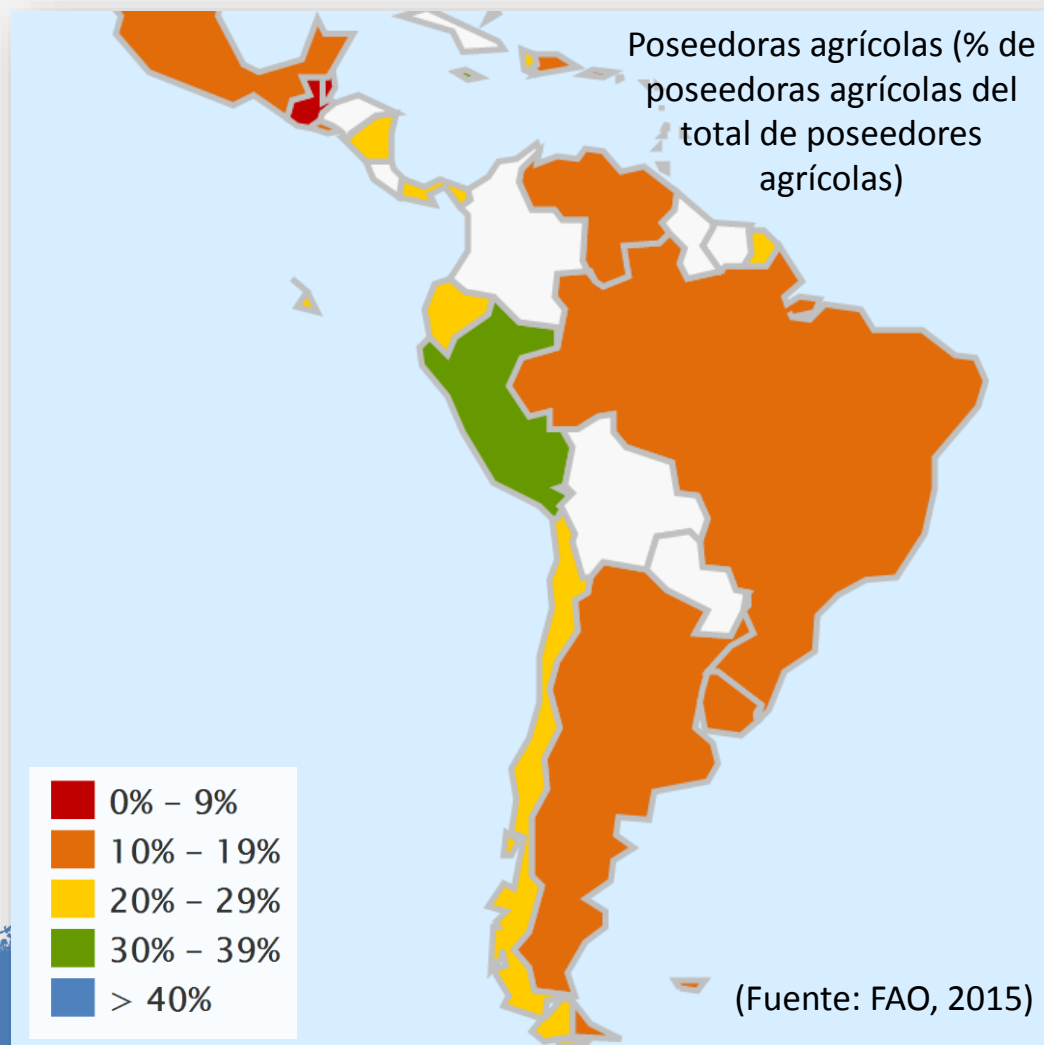 Poseedoras agrícolas (% de
poseedoras agrícolas del
total de poseedores
agrícolas)
0% – 9%
10% – 19%
20% – 29%
30% – 39%
> 40%
(Fuente: FAO, 2015)